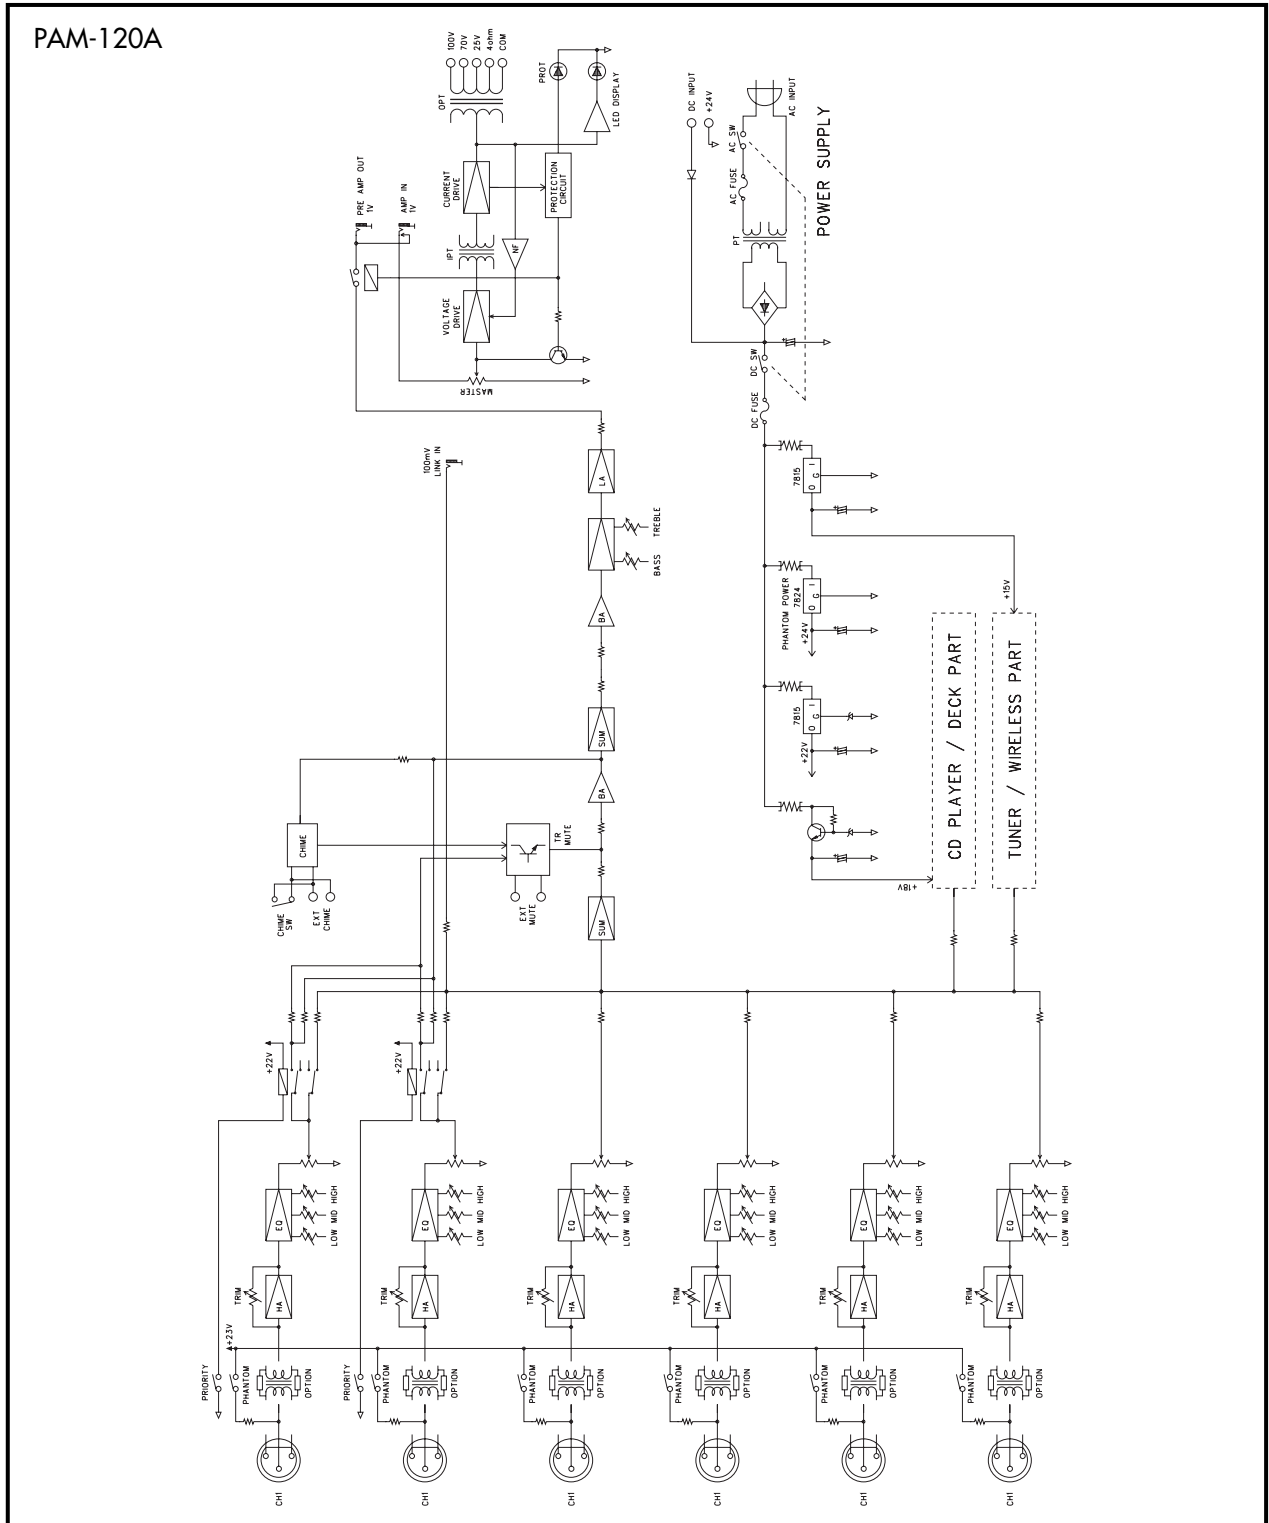 PAM-120A
100V
70V
25V
4ohm
COM
OPT
PROT
LED DISPLAY
CURRENT
DRIVE
PROTECTION
CIRCUIT
PRE AMP OUT
1V
AMP IN
1V
IPT
NF
VOLTAGE
DRIVE
MASTER
DC INPUT
+24V
AC INPUT
AC SW
AC FUSE
PT
POWER SUPPLY
DC SW
DC FUSE
100mV
LINK IN
LA
TREBLE
BASS
BA
SUM
BA
TR
MUTE
EXT
MUTE
SUM
CHIME
CHIME
SW
EXT
CHIME
7815
O G I
+15V
PHANTOM POWER
7824
O G I
+24V
7815
O G I
+22V
+18V
CD PLAYER / DECK PART
TUNER / WIRELESS PART
+22V
+22V
EQ
LOW MID HIGH
EQ
LOW MID HIGH
EQ
LOW MID HIGH
EQ
LOW MID HIGH
EQ
LOW MID HIGH
EQ
LOW MID HIGH
TRIM
HA
TRIM
HA
TRIM
HA
TRIM
HA
TRIM
HA
TRIM
HA
+23V
PRIORITY
PHANTOM
OPTION
PRIORITY
PHANTOM
OPTION
PHANTOM
OPTION
PHANTOM
OPTION
PHANTOM
OPTION
PHANTOM
OPTION
CH1
CH1
CH1
CH1
CH1
CH1